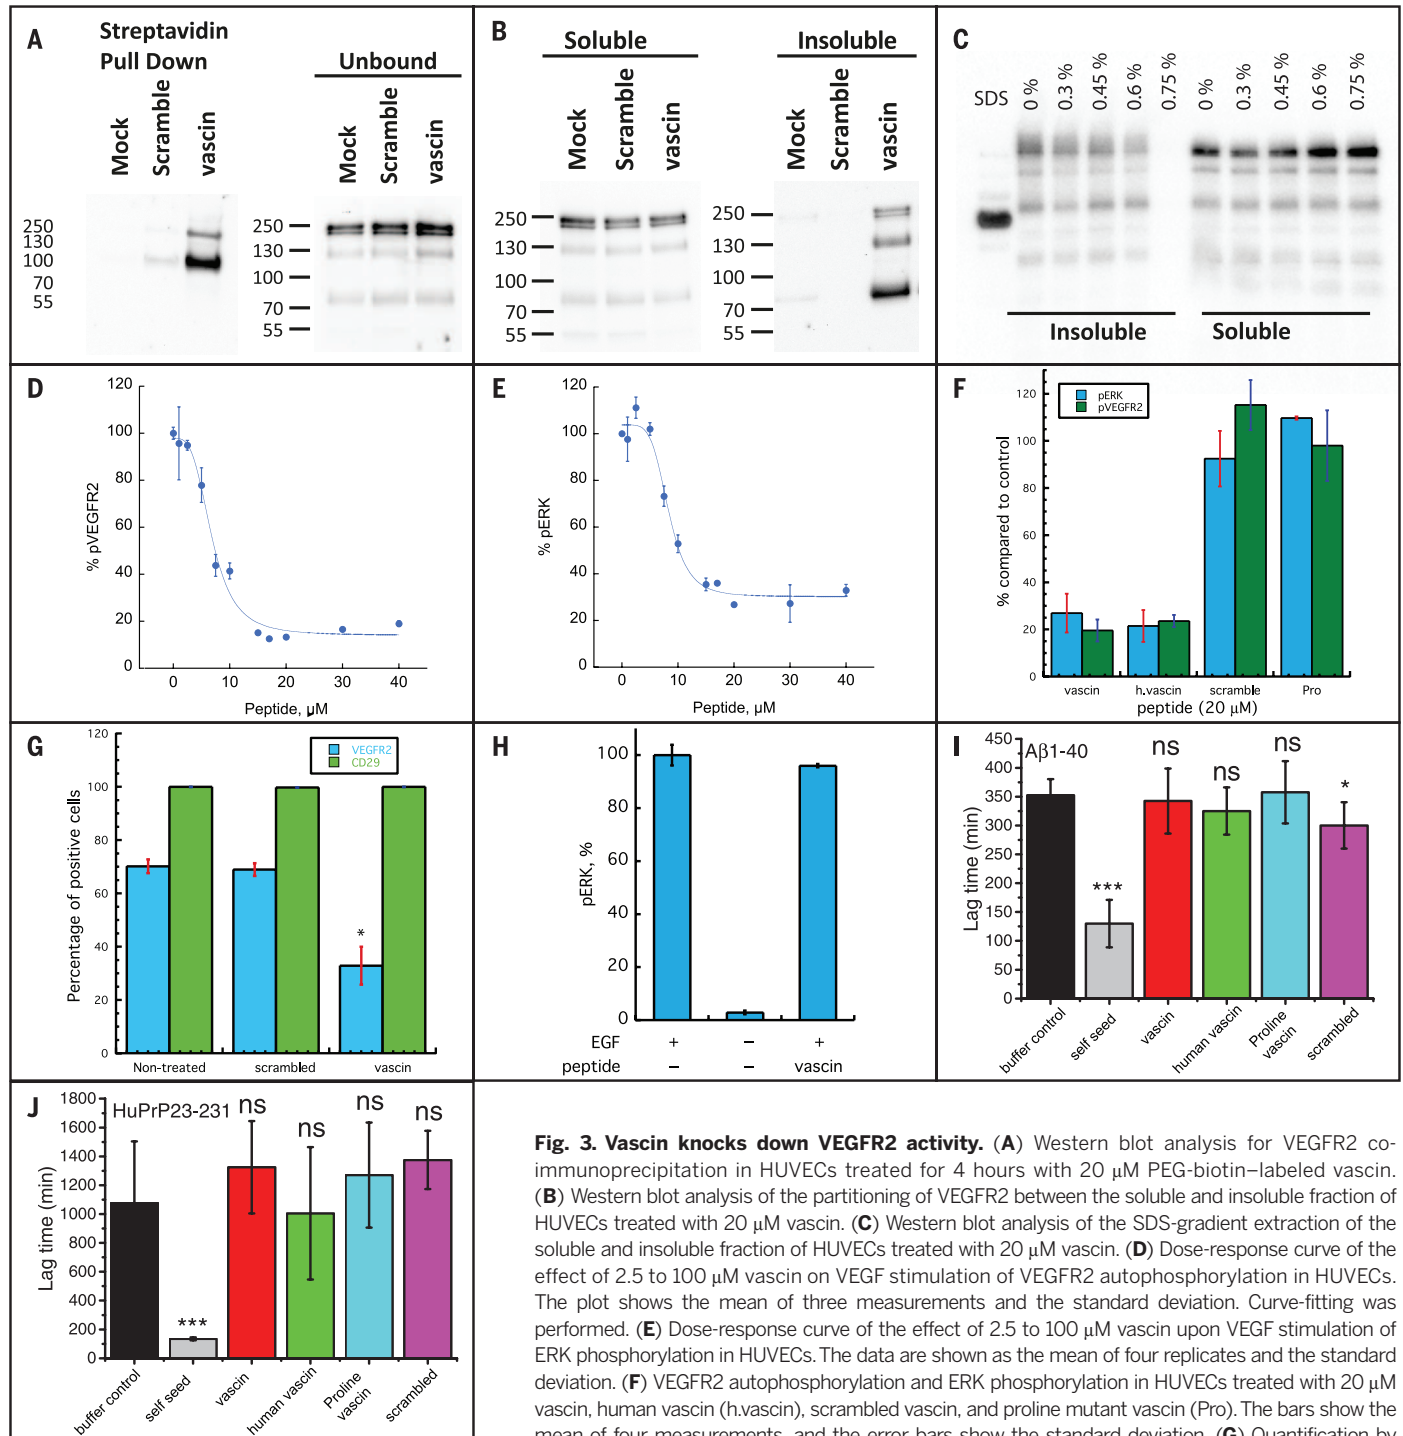 A
Streptavidin
Pull Down
Unbound
Mock
Scramble
vascin
Mock
Scramble
vascin
250
130
100
70
55
250
130
100
70
55
B
Soluble
Insoluble
Mock
Scramble
vascin
Mock
Scramble
vascin
250
130
100
70
55
250
130
100
70
55
C
SDS
0 %
0.3 %
0.45 %
0.6 %
0.75 %
0%
0.3 %
0.45 %
0.6 %
0.75 %
Insoluble
Soluble
D
% pVEGFR2
120
100
80
60
40
20
0
0 10 20 30 40
Peptide, µM
E
% pERK
120
100
80
60
40
20
0
0 10 20 30 40
Peptide, µM
F
pERK
pVEGFR2
% compared to control
120
100
80
60
40
20
0
vascin h.vascin scramble Pro
peptide (20 µM)
G
VEGFR2
CD29
Percentage of positive cells
120
100
80
60
40
20
0
*
Non-treated scrambled vascin
H
pERK, %
100
80
60
40
20
0
EGF + – +
peptide – – vascin
I
Aβ1-40
Lag time (min)
450
400
350
300
250
200
150
100
50
0
*** ns ns ns *
buffer control
self seed
vascin
human vascin
Proline
vascin
scrambled
J
HuPrP23-231
Lag time (min)
1800
1600
1400
1200
1000
800
600
400
200
0
*** ns ns ns ns
buffer control
self seed
vascin
human vascin
Proline
vascin
scrambled
Fig. 3. Vascin knocks down VEGFR2 activity. (A) Western blot analysis for VEGFR2 co-
immunoprecipitation in HUVECs treated for 4 hours with 20 µM PEG-biotin–labeled vascin.
(B) Western blot analysis of the partitioning of VEGFR2 between the soluble and insoluble fraction of
HUVECs treated with 20 µM vascin. (C) Western blot analysis of the SDS-gradient extraction of the
soluble and insoluble fraction of HUVECs treated with 20 µM vascin. (D) Dose-response curve of the
effect of 2.5 to 100 µM vascin on VEGF stimulation of VEGFR2 autophosphorylation in HUVECs.
The plot shows the mean of three measurements and the standard deviation. Curve-fitting was
performed. (E) Dose-response curve of the effect of 2.5 to 100 µM vascin upon VEGF stimulation of
ERK phosphorylation in HUVECs. The data are shown as the mean of four replicates and the standard
deviation. (F) VEGFR2 autophosphorylation and ERK phosphorylation in HUVECs treated with 20 µM
vascin, human vascin (h.vascin), scrambled vascin, and proline mutant vascin (Pro). The bars show the
mean of four measurements, and the error bars show the standard deviation. (G) Quantification by